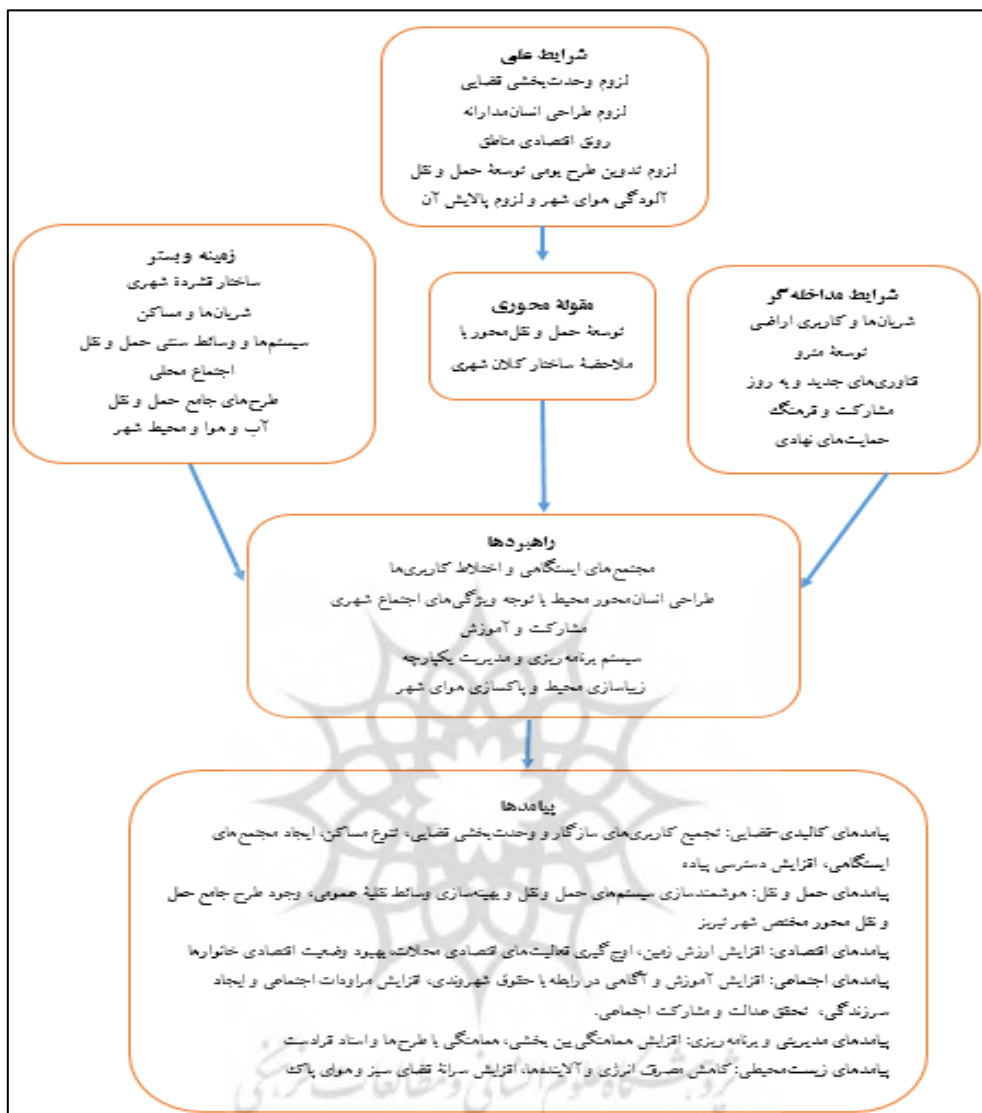 شرایط علی
لزوم وحدت‌بخشی فضایی
لزوم طراحی انسان‌مدارانه
رونق اقتصادی مناطق
لزوم تدوین طرح بومی توسعهٔ حمل و نقل
آلودگی هوای شهر و لزوم پالایش آن
زمینه و بستر
ساختار فشردهٔ شهری
شریان‌ها و مساکن
سیستم‌ها و وسائط سنتی حمل و نقل
اجتماع محلی
طرح‌های جامع حمل و نقل
آب و هوا و محیط شهر
مقولهٔ محوری
توسعهٔ حمل و نقل‌محور با
ملاحضهٔ ساختار کلان شهری
شرایط مداخله‌گر
شریان‌ها و کاربری اراضی
توسعهٔ مترو
فناوری‌های جدید و به روز
مشارکت و فرهنگ
حمایت‌های نهادی
راهبردها
مجتمع‌های ایستگاهی و اختلاط کاربری‌ها
طراحی انسان‌محور محیط با توجه ویژگی‌های اجتماع شهری
مشارکت و آموزش
سیستم برنامه‌ریزی و مدیریت یکپارچه
زیباسازی محیط و پاکسازی هوای شهر
پیامدها
پیامدهای کالبدی-فضایی: تجمیع کاربری‌های سازگار و وحدت‌بخشی فضایی، تنوع مساکن، ایجاد مجتمع‌های
ایستگاهی، افزایش دسترسی پیاده
پیامدهای حمل و نقل: هوشمندسازی سیستم‌های حمل و نقل و بهینه‌سازی وسائط نقلیهٔ عمومی، وجود طرح جامع حمل
و نقل محور مختص شهر تبریز
پیامدهای اقتصادی: افزایش ارزش زمین، اوج‌گیری فعالیت‌های اقتصادی محلات، بهبود وضعیت اقتصادی خانوارها
پیامدهای اجتماعی: افزایش آموزش و آگاهی در رابطه با حقوق شهروندی، افزایش مراودات اجتماعی و ایجاد
سرزندگی، تحقق عدالت و مشارکت اجتماعی.
پیامدهای مدیریتی و برنامه‌ریزی: افزایش هماهنگی بین بخشی، هماهنگی با طرح‌ها و اسناد فرادست
پیامدهای زیست‌محیطی: کاهش مصرف انرژی و آلاینده‌ها، افزایش سرانهٔ فضای سبز و هوای پاک
پژوهشگاه علوم انسانی و مطالعات فرهنگی